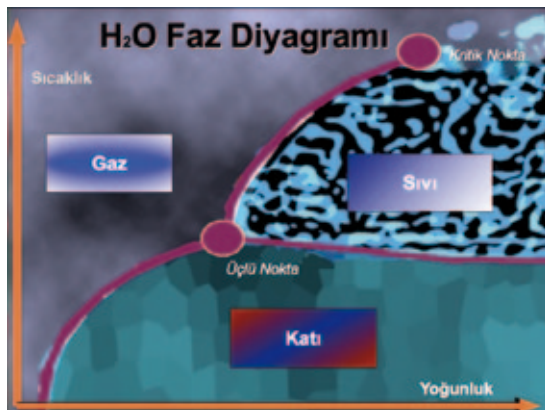 H₂O Faz Diyagramı
Kritik Nokta
Sıcaklık
Gaz
Sıvı
Üçlü Nokta
Katı
Yoğunluk